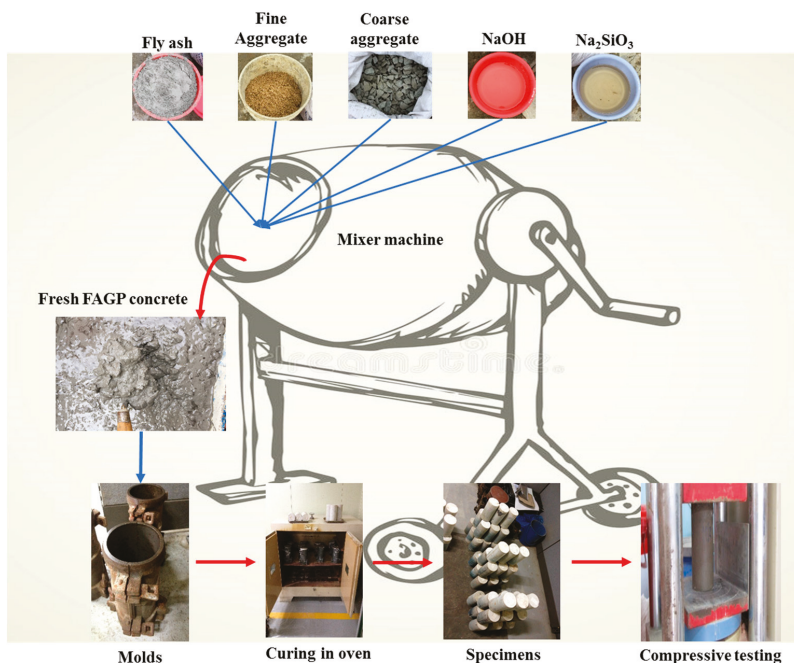 Fly ash
Fine
Aggregate
Coarse
aggregate
NaOH
Na₂SiO₃
Mixer machine
Fresh FAGP concrete
dreamstime
Molds
Curing in oven
Specimens
Compressive testing